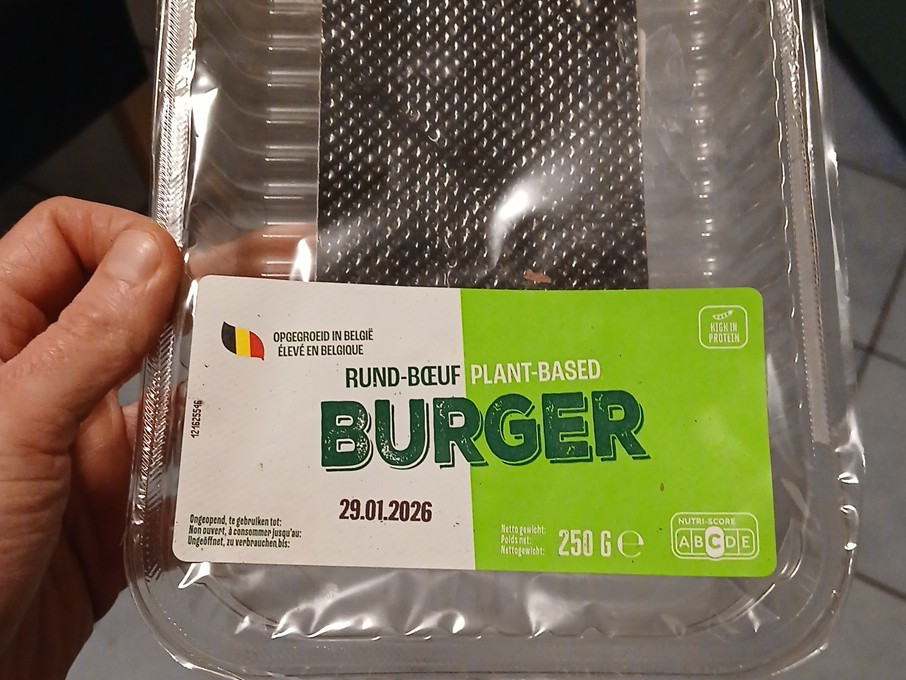 OPGEGROEID IN BELGIË
ÉLEVÉ EN BELGIQUE
HIGH IN
PROTEIN
RUND-BŒUF PLANT-BASED
BURGER
29.01.2026
Ongeopend, te gebruiken tot:
Non ouvert, à consommer jusqu'au:
Ungeöffnet, zu verbrauchen bis:
Netto gewicht:
Poids net:
Nettogewicht:
250 G e
NUTRI-SCORE
A B C D E